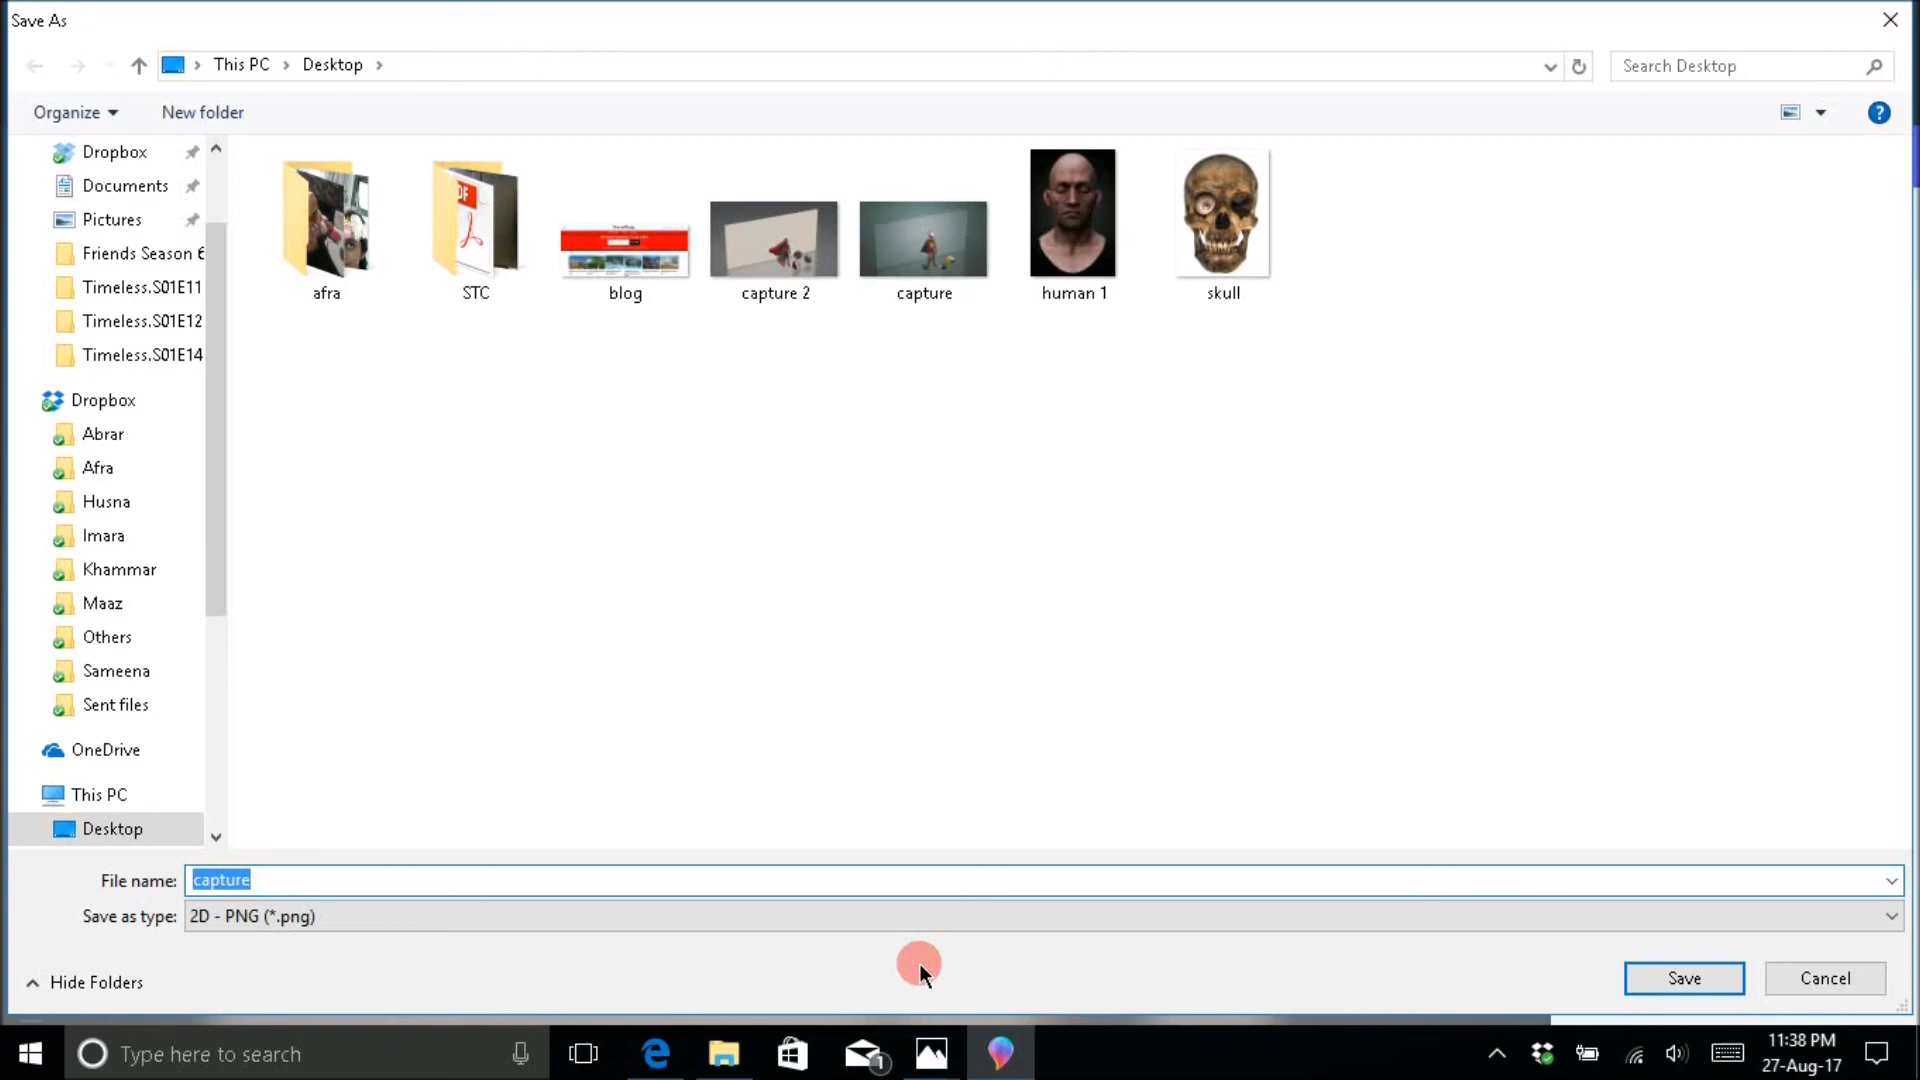 Save As
This PC
Desktop
Search Desktop
Organize
New folder
Dropbox
Documents
Pictures
Friends Season 6
Timeless.S01E11
Timeless.S01E12
Timeless.S01E14
Dropbox
Abrar
Afra
Husna
Imara
Khammar
Maaz
Others
Sameena
Sent files
OneDrive
This PC
Desktop
afra
STC
blog
capture 2
capture
human 1
skull
File name: capture
Save as type: 2D - PNG (*.png)
Hide Folders
Save
Cancel
Type here to search
1
11:38 PM
27-Aug-17